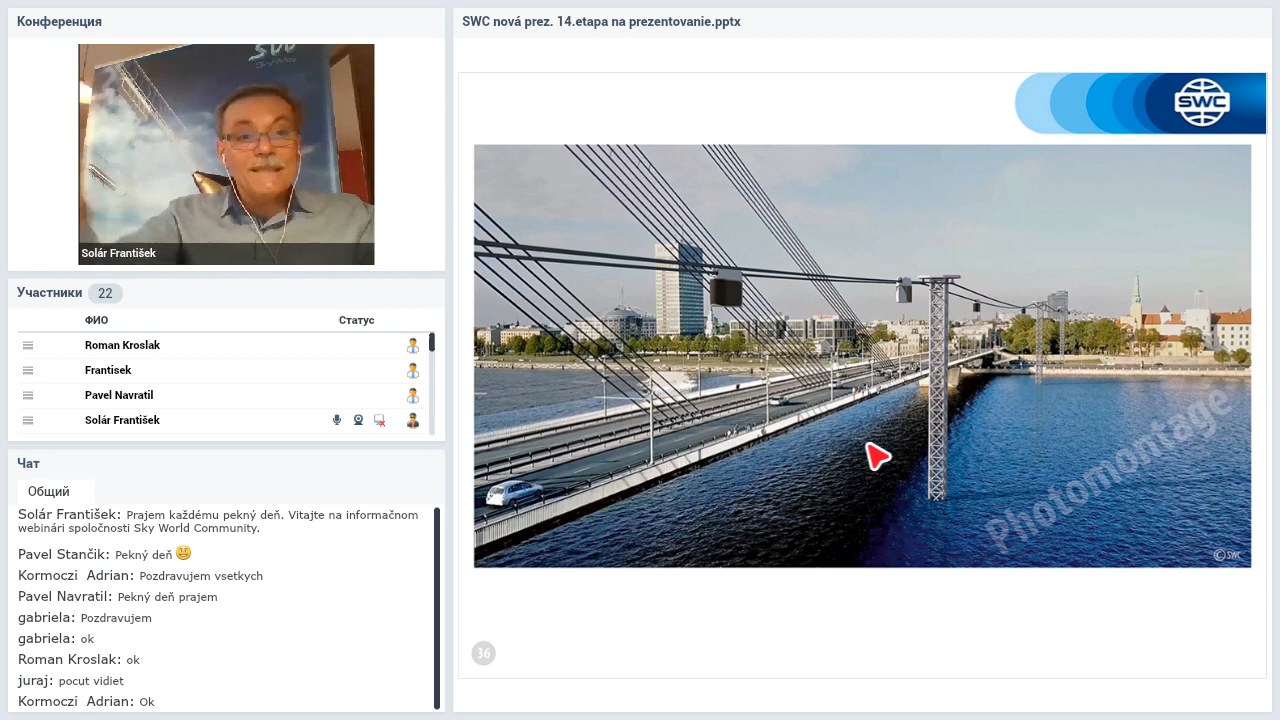 Конференция
Solár František
Участники 22
ФИО Статус
Roman Kroslak
Frantisek
Pavel Navratil
Solár František
Чат
Общий
Solár František: Prajem každému pekný deň. Vitajte na informačnom
webinári spoločnosti Sky World Community.
Pavel Stančik: Pekný deň
Kormoczi Adrian: Pozdravujem vsetkych
Pavel Navratil: Pekný deň prajem
gabriela: Pozdravujem
gabriela: ok
Roman Kroslak: ok
juraj: pocut vidiet
Kormoczi Adrian: Ok
SWC nová prez. 14.etapa na prezentovanie.pptx
SWC
Photomontage
© SWC
36